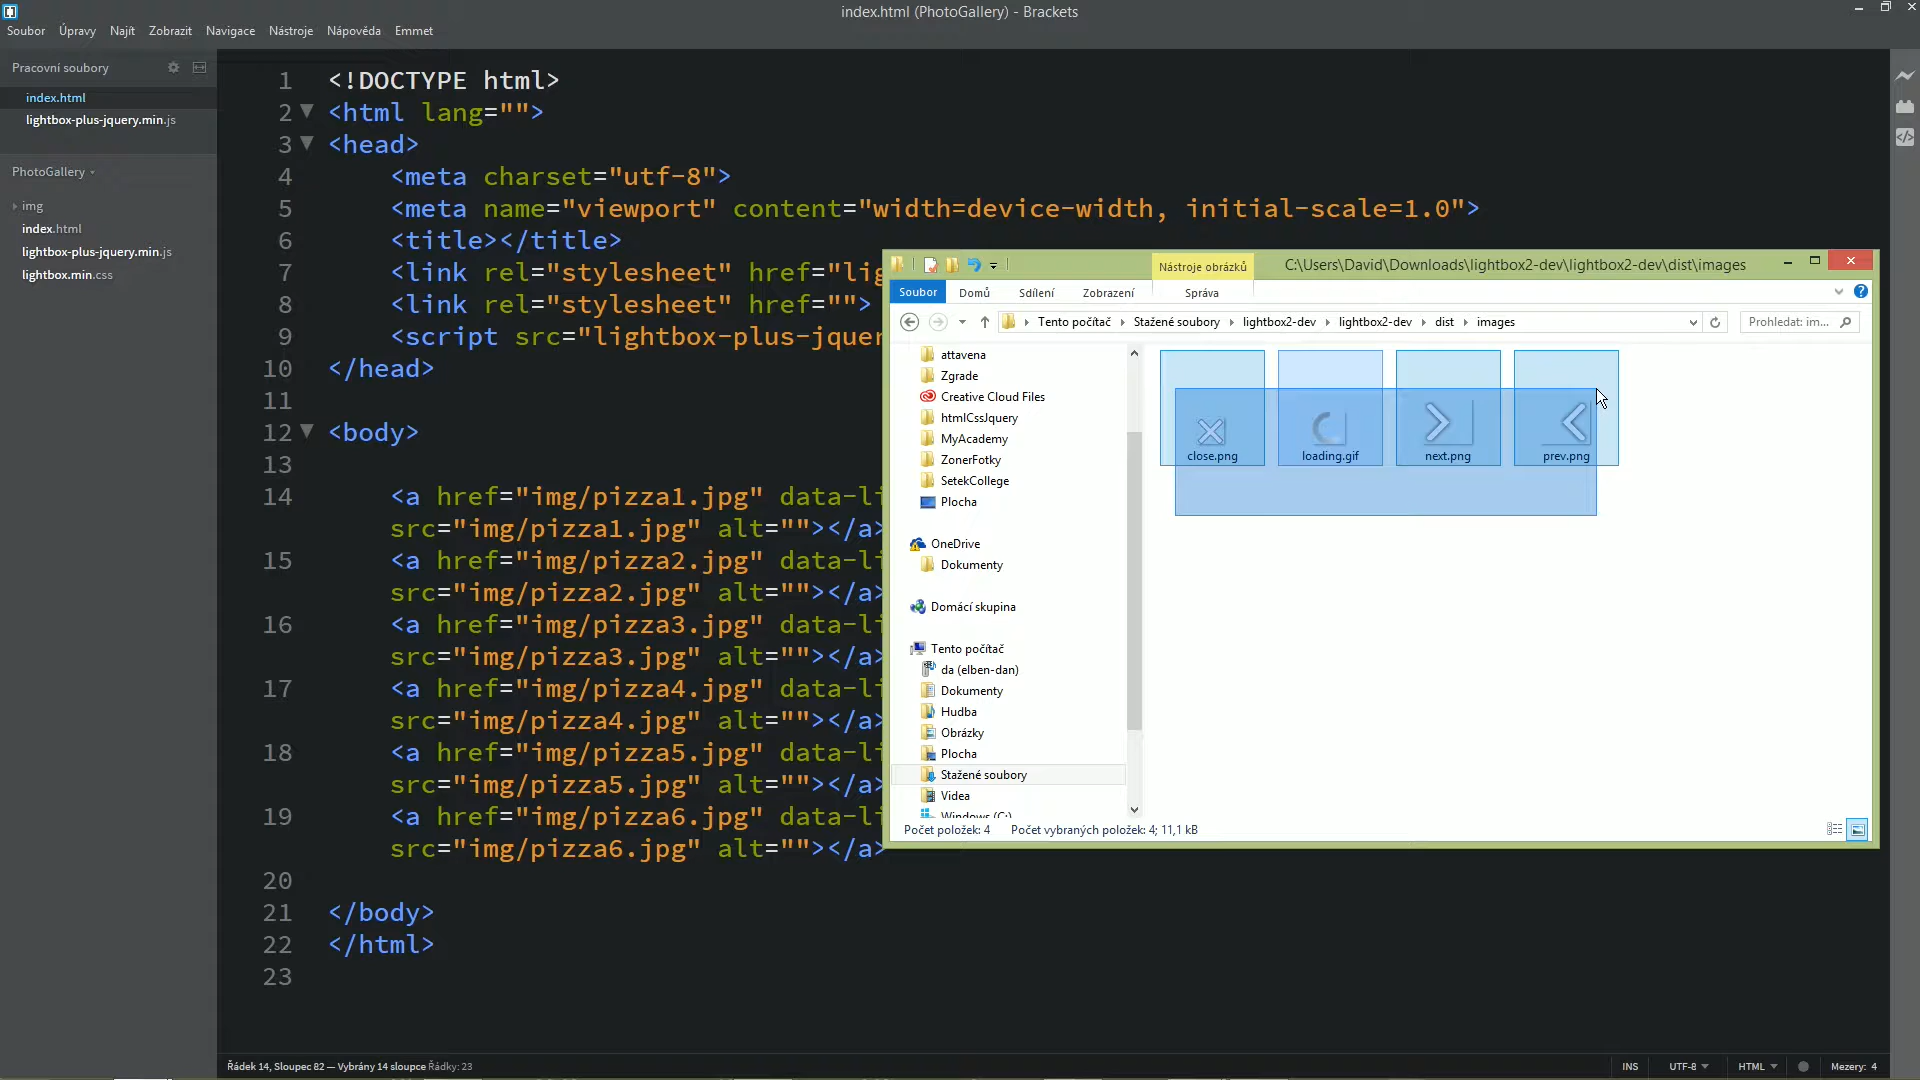 index.html (PhotoGallery) - Brackets
Soubor Úpravy Najít Zobrazit Navigace Nástroje Nápověda Emmet
Pracovní soubory
index.html
lightbox-plus-jquery.min.js
PhotoGallery
img
index.html
lightbox-plus-jquery.min.js
lightbox.min.css
1 <!DOCTYPE html>
2 <html lang="">
3 <head>
4 <meta charset="utf-8">
5 <meta name="viewport" content="width=device-width, initial-scale=1.0">
6 <title></title>
7 <link rel="stylesheet" href="lig
8 <link rel="stylesheet" href="">
9 <script src="lightbox-plus-jquer
10 </head>
11
12 <body>
13
14 <a href="img/pizza1.jpg" data-li
src="img/pizza1.jpg" alt=""></a>
15 <a href="img/pizza2.jpg" data-li
src="img/pizza2.jpg" alt=""></a>
16 <a href="img/pizza3.jpg" data-li
src="img/pizza3.jpg" alt=""></a>
17 <a href="img/pizza4.jpg" data-li
src="img/pizza4.jpg" alt=""></a>
18 <a href="img/pizza5.jpg" data-li
src="img/pizza5.jpg" alt=""></a>
19 <a href="img/pizza6.jpg" data-li
src="img/pizza6.jpg" alt=""></a>
20
21 </body>
22 </html>
23
Nástroje obrázků C:\Users\David\Downloads\lightbox2-dev\lightbox2-dev\dist\images
Soubor Domů Sdílení Zobrazení Správa
Tento počítač Stažené soubory lightbox2-dev lightbox2-dev dist images Prohledat: im...
attavena
Zgrade
Creative Cloud Files
htmlCssJquery
MyAcademy
ZonerFotky
SetekCollege
Plocha
OneDrive
Dokumenty
Domácí skupina
Tento počítač
da (elben-dan)
Dokumenty
Hudba
Obrázky
Plocha
Stažené soubory
Videa
Windows (C:)
close.png loading.gif next.png prev.png
Počet položek: 4 Počet vybraných položek: 4; 11,1 kB
Řádek 14, Sloupec 82 — Vybrány 14 sloupce Řádky: 23 INS UTF-8 HTML Mezery: 4